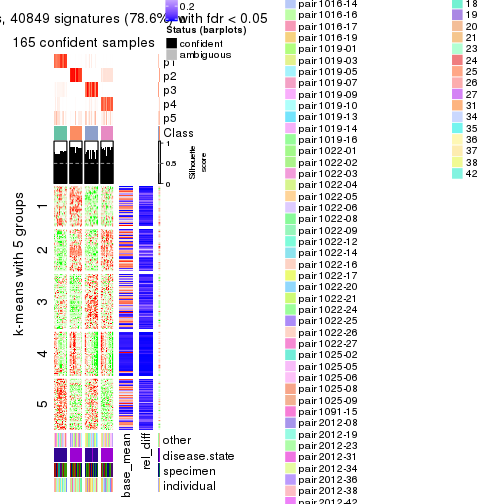 0.2
, 40849 signatures (78.6%) with fdr < 0.05
Status (barplots)
confident
ambiguous
165 confident samples
p1
p2
p3
p4
p5
Class
1
0.5
0
Silhouette
score
k-means with 5 groups
1
2
3
4
5
base_mean
rel_diff
other
disease.state
specimen
individual
pair1016-14
pair1016-16
pair1016-17
pair1016-19
pair1019-01
pair1019-03
pair1019-05
pair1019-07
pair1019-10
pair1019-13
pair1019-14
pair1019-16
pair1022-01
pair1022-02
pair1022-03
pair1022-04
pair1022-05
pair1022-06
pair1022-08
pair1022-09
pair1022-12
pair1022-14
pair1022-16
pair1022-17
pair1022-20
pair1022-21
pair1022-24
pair1022-25
pair1022-26
pair1022-27
pair1025-02
pair1025-05
pair1025-06
pair1025-08
pair1025-09
pair1091-15
pair2012-08
pair2012-19
pair2012-23
pair2012-31
pair2012-34
pair2012-36
pair2012-38
pair2012-42
18
19
20
21
23
24
25
26
27
31
34
35
36
37
38
42